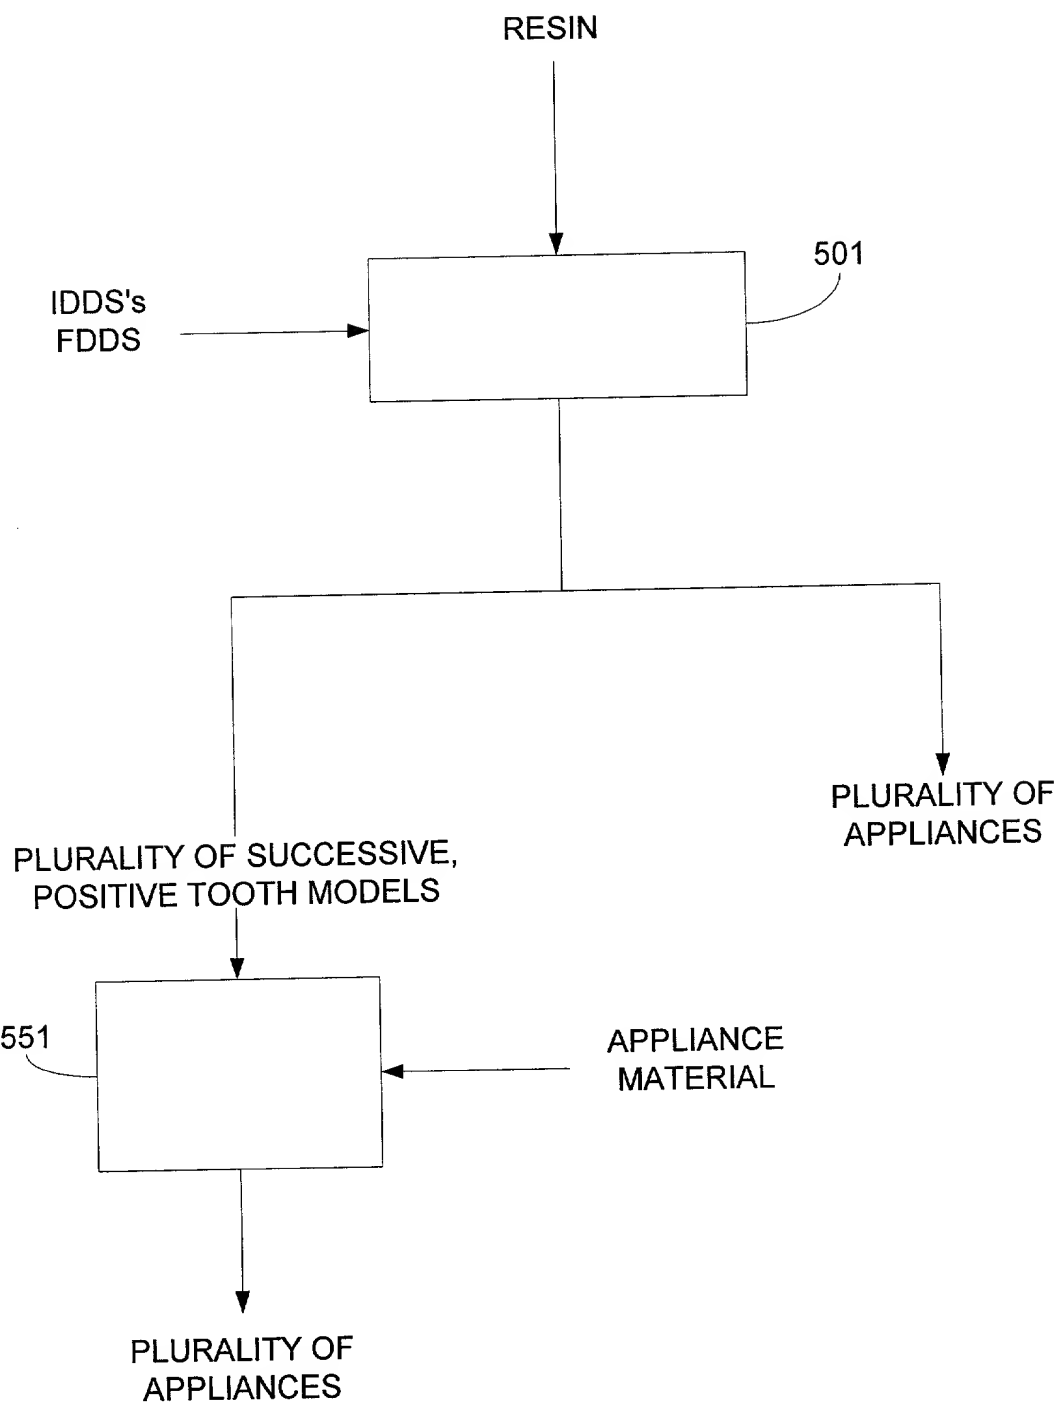 RESIN
501
IDDS's
FDDS
PLURALITY OF
APPLIANCES
PLURALITY OF SUCCESSIVE,
POSITIVE TOOTH MODELS
551
APPLIANCE
MATERIAL
PLURALITY OF
APPLIANCES